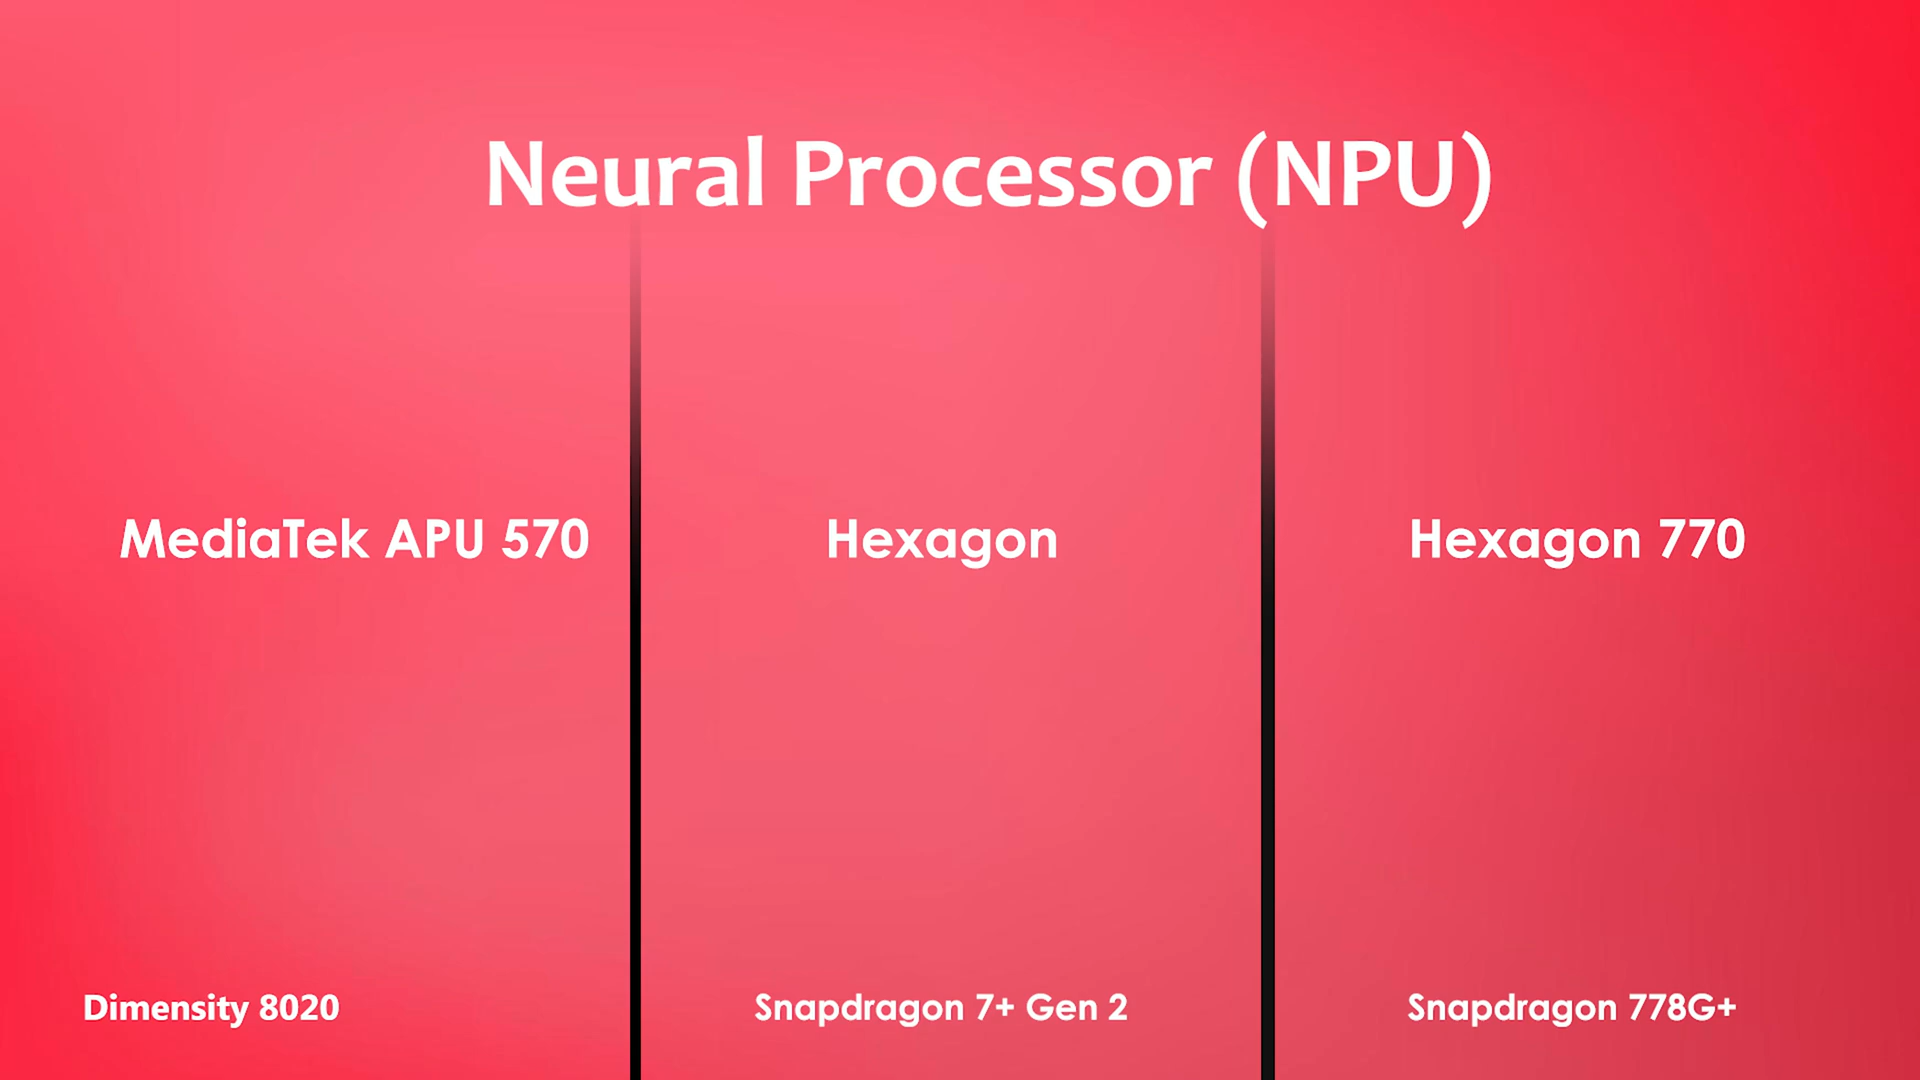 Neural Processor (NPU)
MediaTek APU 570
Hexagon
Hexagon 770
Dimensity 8020
Snapdragon 7+ Gen 2
Snapdragon 778G+